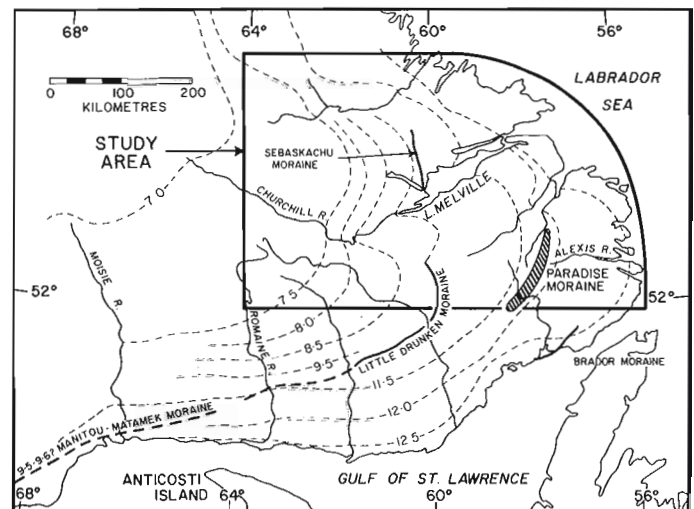 68°
64°
60°
56°
LABRADOR
SEA
0 100 200
KILOMETRES
STUDY
AREA
SEBASKACHU
MORAINE
L. MELVILLE
CHURCHILL R.
7.0
MOISIE R.
ALEXIS R.
PARADISE
MORAINE
52°
52°
ROMAINE R.
7.5
8.0
8.5
9.5
LITTLE DRUNKEN MORAINE
11.5
12.0
12.5
BRADOR MORAINE
9.5-9.6? MANITOU-MATAMEK MORAINE
ANTICOSTI
ISLAND
GULF OF ST. LAWRENCE
68°
64°
60°
56°